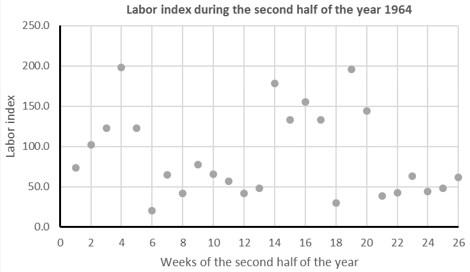 Labor index during the second half of the year 1964
250.0
200.0
150.0
100.0
50.0
0.0
Labor index
0 2 4 6 8 10 12 14 16 18 20 22 24 26
Weeks of the second half of the year